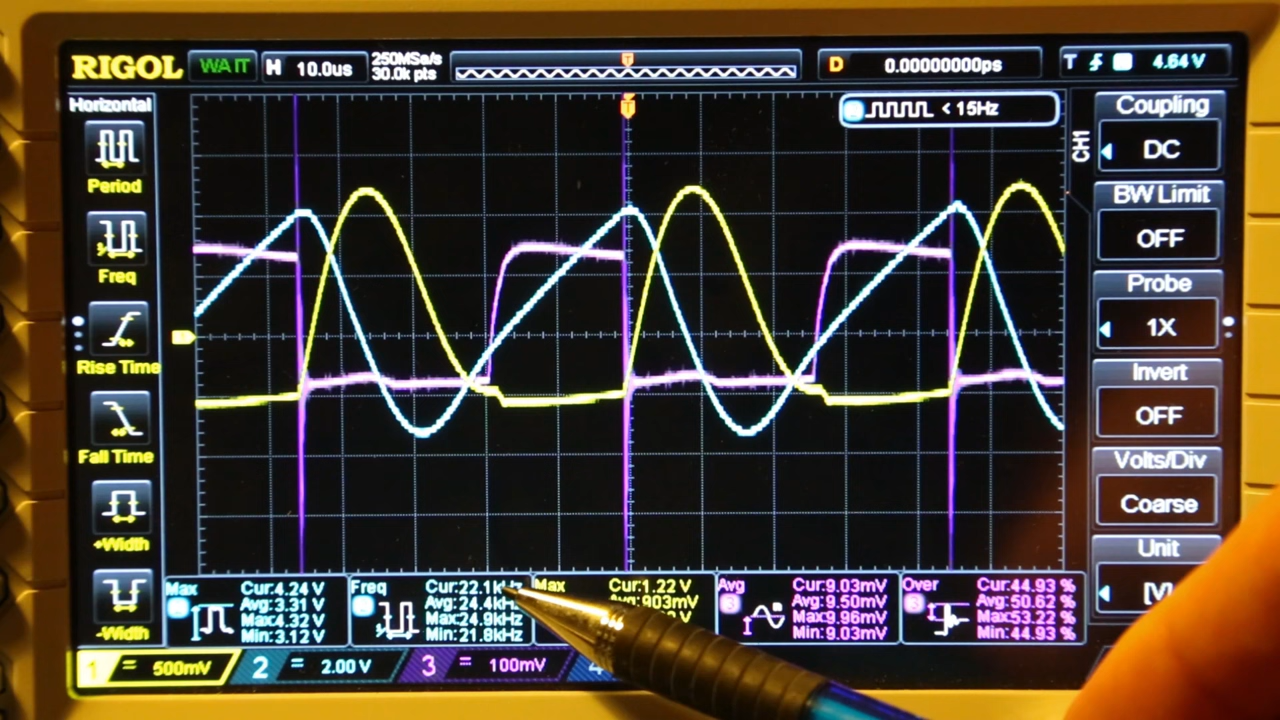 RIGOL WAIT H 10.0us 250MSa/s 30.0k pts D 0.00000000ps T 4.64 V
T
T
Horizontal
Period
Freq
Rise Time
Fall Time
+Width
-Width
< 15Hz
CH1
Coupling
DC
BW Limit
OFF
Probe
1X
Invert
OFF
Volts/Div
Coarse
Unit
[V]
Max Cur:4.24 V
Avg:3.31 V
Max:4.32 V
Min:3.12 V
Freq Cur:22.1kHz
Avg:24.4kHz
Max:24.9kHz
Min:21.8kHz
Max Cur:1.22 V
Avg:903mV
V
Avg Cur:9.03mV
3 Avg:9.50mV
Max:9.96mV
Min:9.03mV
Over Cur:44.93 %
3 Avg:50.62 %
Max:53.22 %
Min:44.93 %
1 = 500mV 2 = 2.00 V 3 = 100mV 4